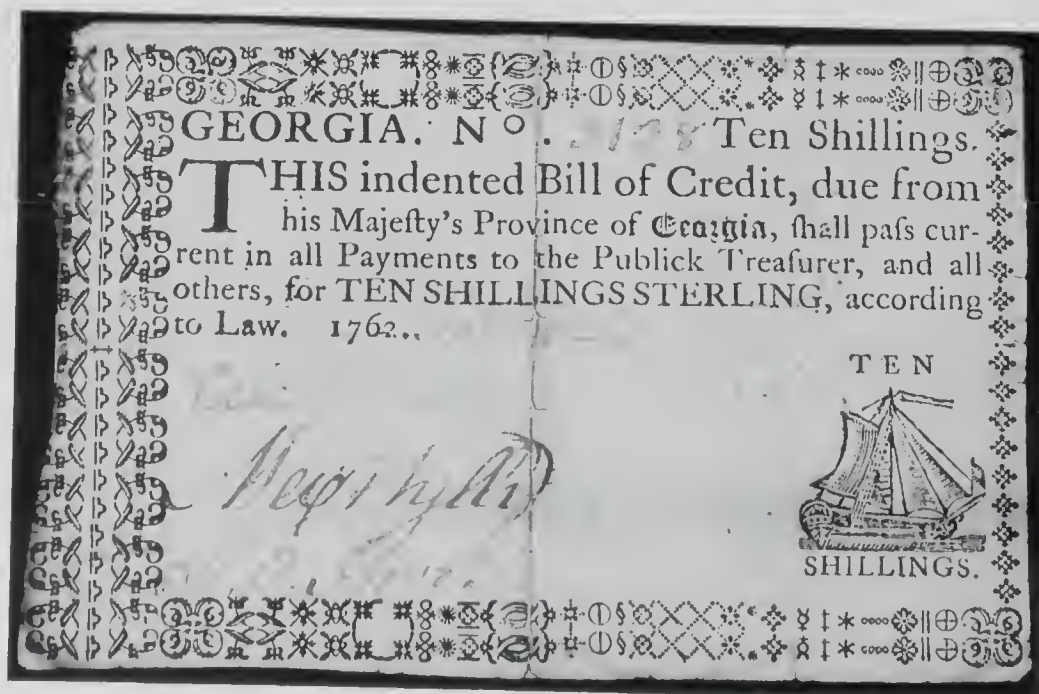 GEORGIA. No. Ten Shillings.
THIS indented Bill of Credit, due from
his Majeſty's Province of Georgia, ſhall paſs cur-
rent in all Payments to the Publick Treaſurer, and all
others, for TEN SHILLINGS STERLING, according
to Law. 1762..
TEN
SHILLINGS.